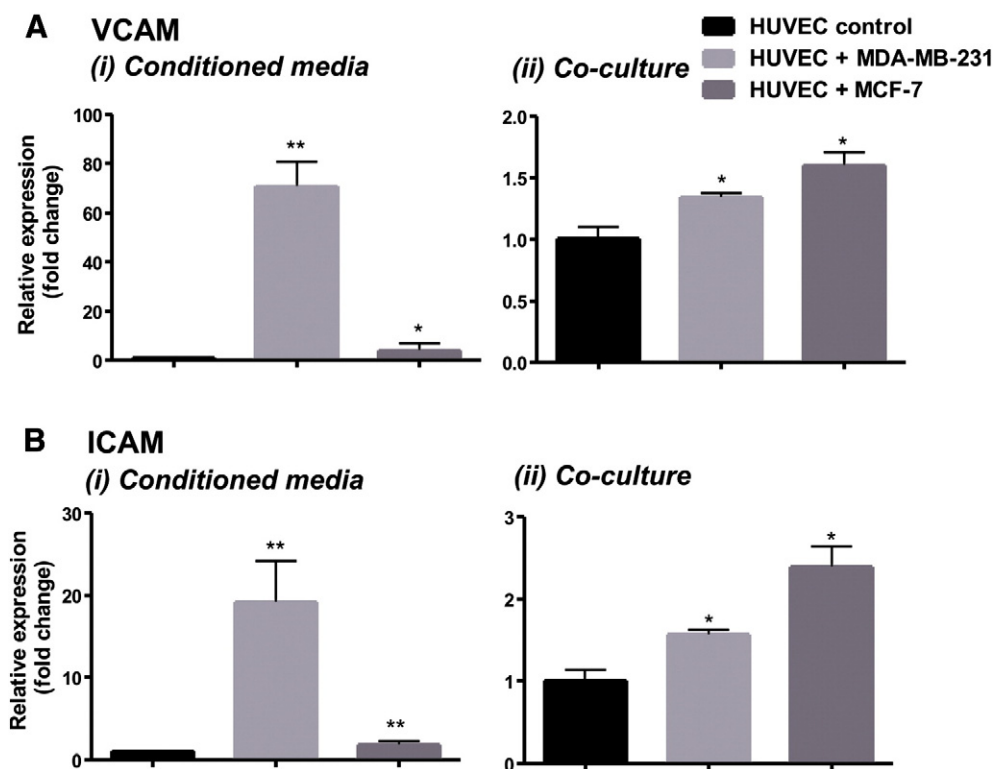 A VCAM
(i) Conditioned media
Relative expression
(fold change)
100
80
60
40
20
0
**
*
(ii) Co-culture
HUVEC control
HUVEC + MDA-MB-231
HUVEC + MCF-7
2.0
1.5
1.0
0.5
0.0
*
*
B ICAM
(i) Conditioned media
Relative expression
(fold change)
30
20
10
0
**
**
(ii) Co-culture
3
2
1
0
*
*